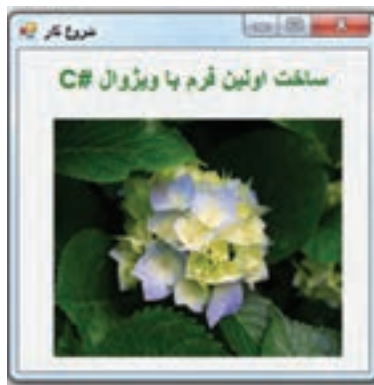 شروع کار
ساخت اولین فرم با ویژوال C#